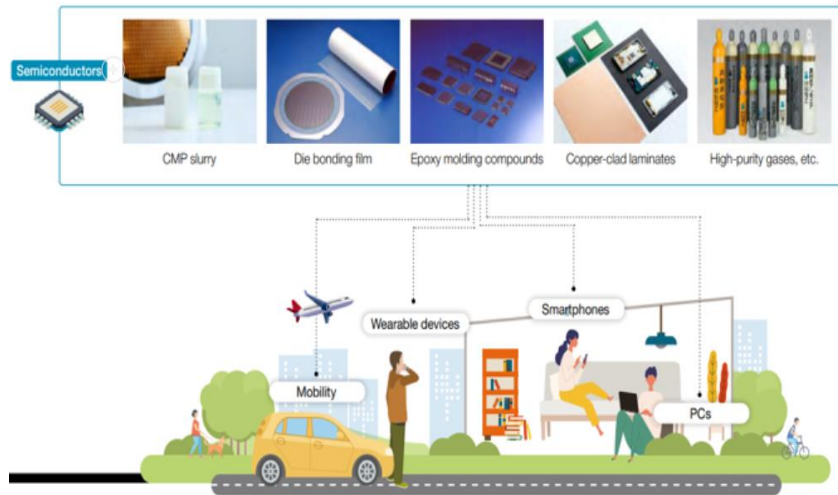 Semiconductors
CMP slurry
Die bonding film
Epoxy molding compounds
Copper-clad laminates
High-purity gases, etc.
Smartphones
Wearable devices
Mobility
PCs